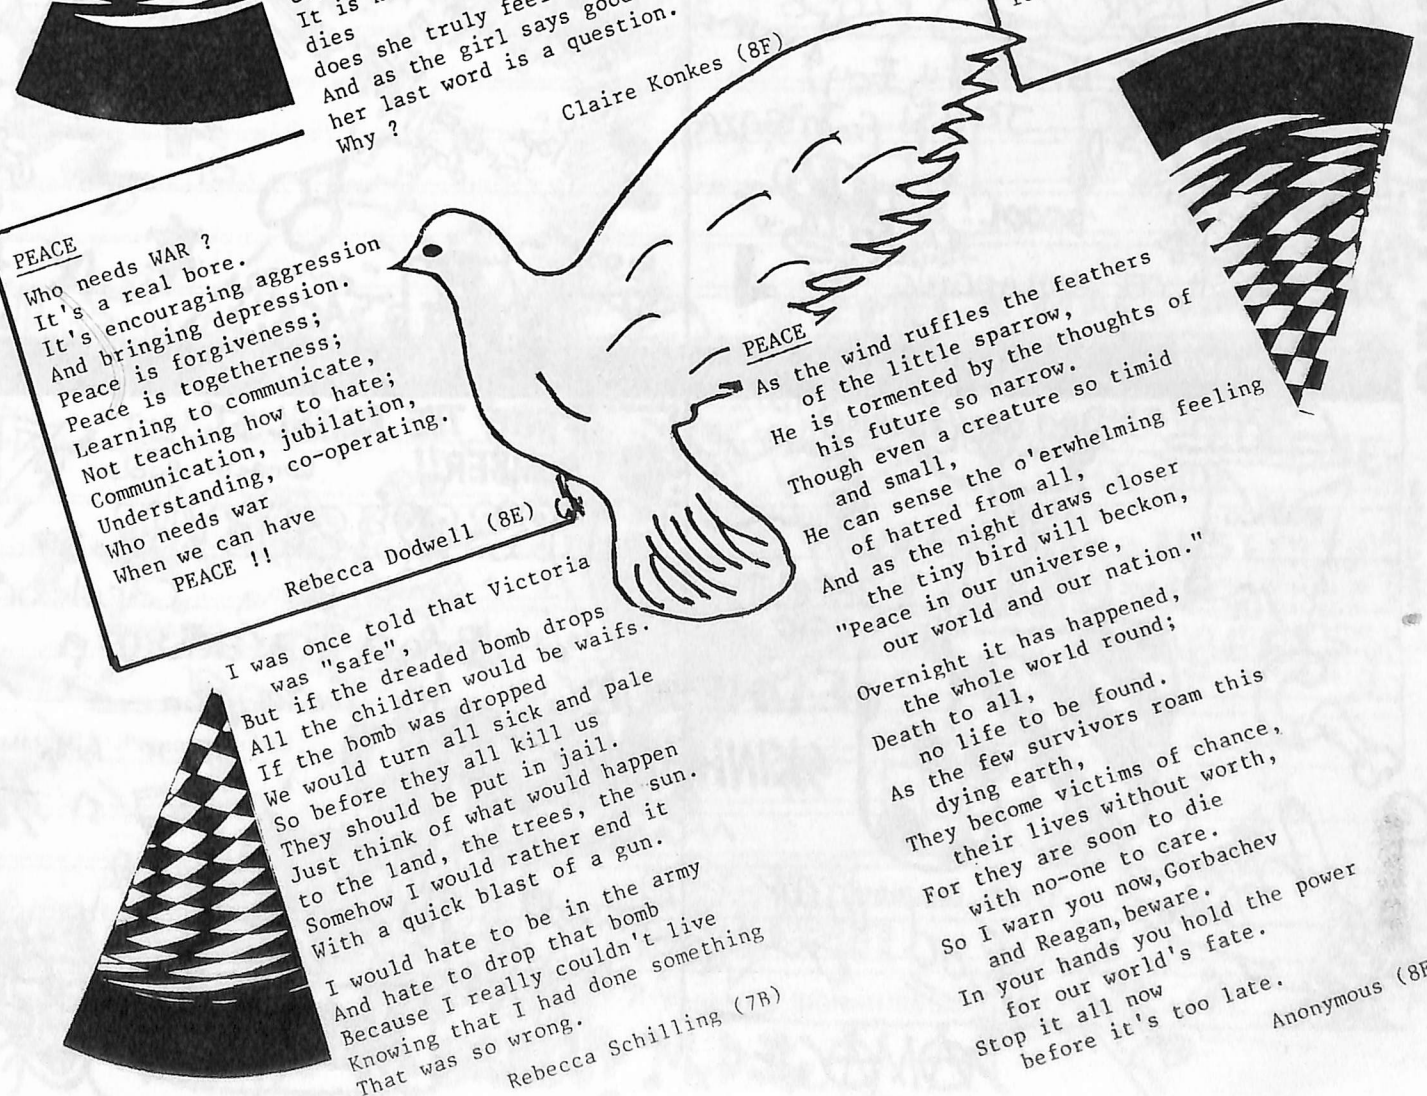 It is
dies
does she truly feel
And as the girl says good
her last word is a question.
Why ?
Claire Konkes (8F)
PEACE
Who needs WAR ?
It's a real bore.
It's encouraging aggression
And bringing depression.
Peace is forgiveness;
Peace is togetherness;
Learning to communicate,
Not teaching how to hate;
Communication, jubilation,
Understanding, co-operating.
Who needs war
When we can have
PEACE !!
Rebecca Dodwell (8E)
I was once told that Victoria
was "safe",
But if the dreaded bomb drops
All the children would be waifs.
If the bomb was dropped
We would turn all sick and pale
So before they all kill us
They should be put in jail.
Just think of what would happen
to the land, the trees, the sun.
Somehow I would rather end it
With a quick blast of a gun.
I would hate to be in the army
And hate to drop that bomb
Because I really couldn't live
Knowing that I had done something
That was so wrong.
Rebecca Schilling (7B)
PEACE
As the wind ruffles the feathers
of the little sparrow,
He is tormented by the thoughts of
his future so narrow.
Though even a creature so timid
and small,
He can sense the o'erwhelming feeling
of hatred from all,
And as the night draws closer
the tiny bird will beckon,
"Peace in our universe,
our world and our nation."
Overnight it has happened,
the whole world round;
Death to all,
no life to be found.
As the few survivors roam this
dying earth,
They become victims of chance,
their lives without worth,
For they are soon to die
with no-one to care.
So I warn you now, Gorbachev
and Reagan, beware.
In your hands you hold the power
for our world's fate.
Stop it all now
before it's too late.
Anonymous (8